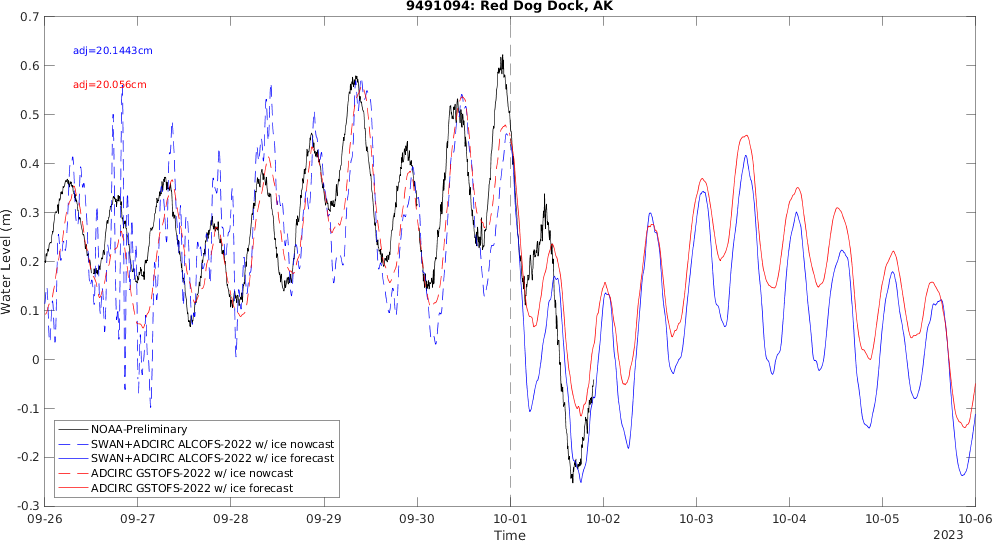 9491094: Red Dog Dock, AK
0.7
0.6
0.5
0.4
0.3
0.2
0.1
0
-0.1
-0.2
-0.3
Water Level (m)
adj=20.1443cm
adj=20.056cm
NOAA-Preliminary
SWAN+ADCIRC ALCOFS-2022 w/ ice nowcast
SWAN+ADCIRC ALCOFS-2022 w/ ice forecast
ADCIRC GSTOFS-2022 w/ ice nowcast
ADCIRC GSTOFS-2022 w/ ice forecast
09-26 09-27 09-28 09-29 09-30 10-01 10-02 10-03 10-04 10-05 10-06
Time
2023